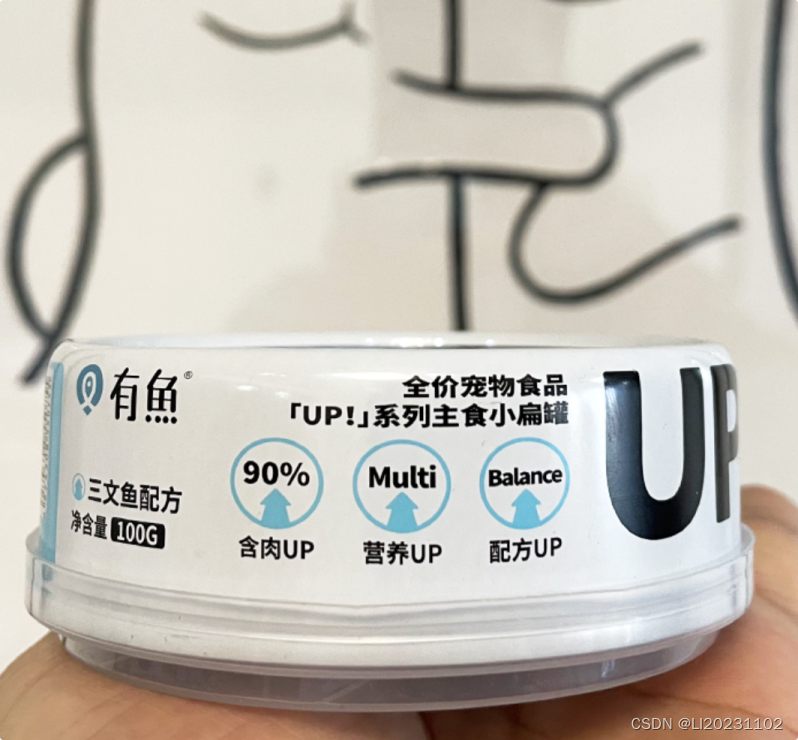 有魚®
三文鱼配方
净含量 100G
全价宠物食品
「UP!」系列主食小扁罐
90%
含肉UP
Multi
营养UP
Balance
配方UP
UP
CSDN @LI20231102